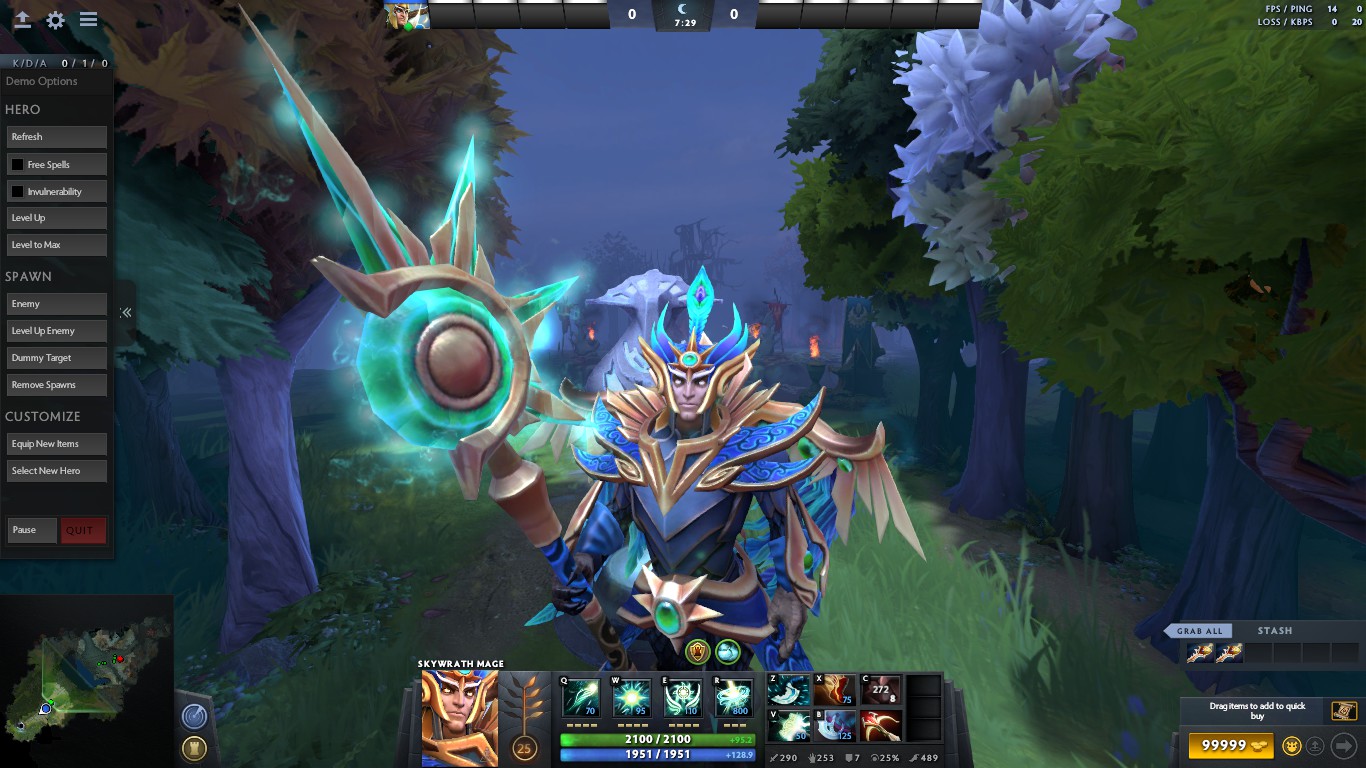 0
7:29
0
FPS / PING 14 0
LOSS / KBPS 0 20
K/D/A 0 / 1 / 0
Demo Options
HERO
Refresh
Free Spells
Invulnerability
Level Up
Level to Max
SPAWN
Enemy
Level Up Enemy
Dummy Target
Remove Spawns
CUSTOMIZE
Equip New Items
Select New Hero
Pause
QUIT
GRAB ALL
STASH
SKYWRATH MAGE
25
Q 70
W 95
E 110
R 800
2100 / 2100 +95.2
1951 / 1951 +128.9
Z
X 75
C 272 8
V 50
B 125
290 253 7 25% 489
Drag items to add to quick
buy
99999